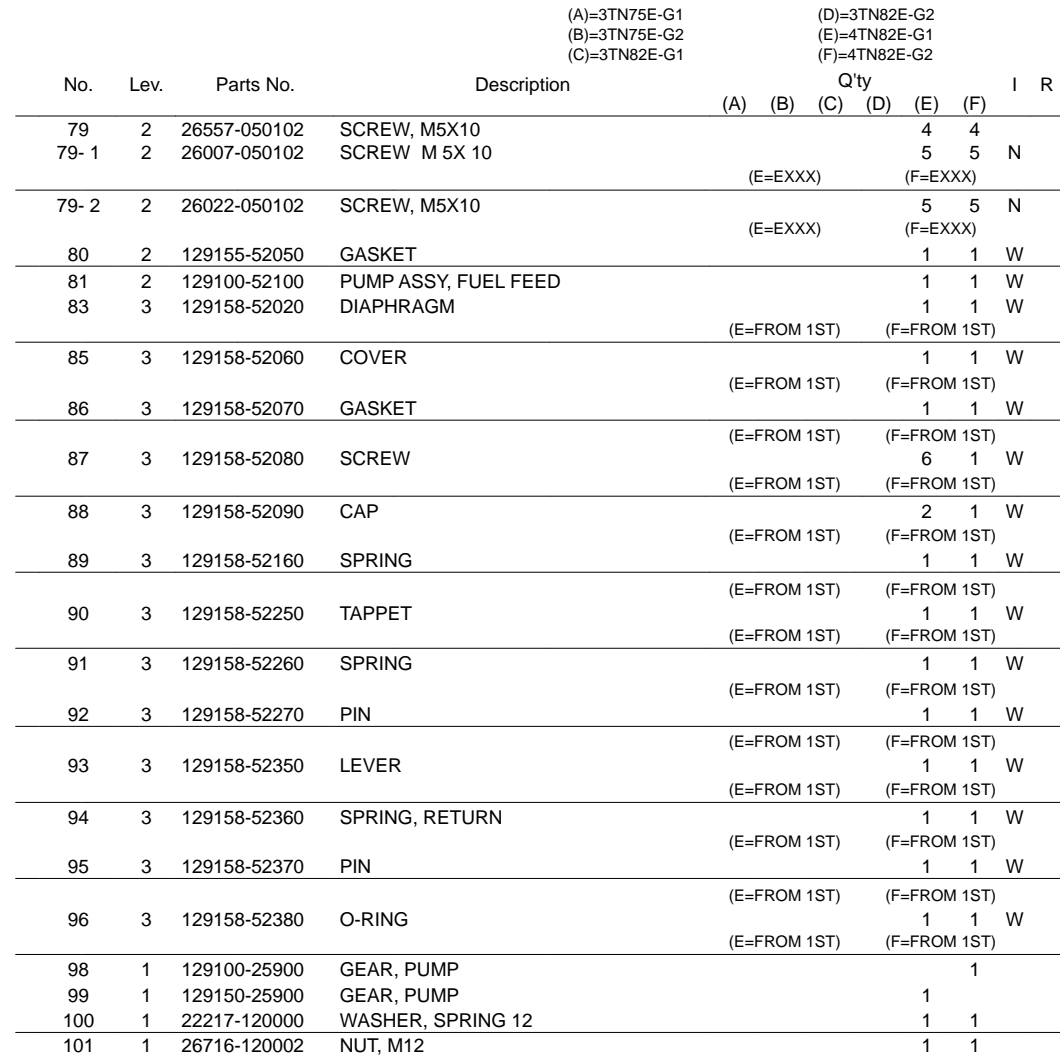 (A)=3TN75E-G1 (D)=3TN82E-G2
(B)=3TN75E-G2 (E)=4TN82E-G1
(C)=3TN82E-G1 (F)=4TN82E-G2
No. Lev. Parts No. Description Q'ty I R
(A) (B) (C) (D) (E) (F)
79 2 26557-050102 SCREW, M5X10 4 4
79- 1 2 26007-050102 SCREW M 5X 10 5 5 N
(E=EXXX) (F=EXXX)
79- 2 2 26022-050102 SCREW, M5X10 5 5 N
(E=EXXX) (F=EXXX)
80 2 129155-52050 GASKET 1 1 W
81 2 129100-52100 PUMP ASSY, FUEL FEED 1 1 W
83 3 129158-52020 DIAPHRAGM 1 1 W
(E=FROM 1ST) (F=FROM 1ST)
85 3 129158-52060 COVER 1 1 W
(E=FROM 1ST) (F=FROM 1ST)
86 3 129158-52070 GASKET 1 1 W
(E=FROM 1ST) (F=FROM 1ST)
87 3 129158-52080 SCREW 6 1 W
(E=FROM 1ST) (F=FROM 1ST)
88 3 129158-52090 CAP 2 1 W
(E=FROM 1ST) (F=FROM 1ST)
89 3 129158-52160 SPRING 1 1 W
(E=FROM 1ST) (F=FROM 1ST)
90 3 129158-52250 TAPPET 1 1 W
(E=FROM 1ST) (F=FROM 1ST)
91 3 129158-52260 SPRING 1 1 W
(E=FROM 1ST) (F=FROM 1ST)
92 3 129158-52270 PIN 1 1 W
(E=FROM 1ST) (F=FROM 1ST)
93 3 129158-52350 LEVER 1 1 W
(E=FROM 1ST) (F=FROM 1ST)
94 3 129158-52360 SPRING, RETURN 1 1 W
(E=FROM 1ST) (F=FROM 1ST)
95 3 129158-52370 PIN 1 1 W
(E=FROM 1ST) (F=FROM 1ST)
96 3 129158-52380 O-RING 1 1 W
(E=FROM 1ST) (F=FROM 1ST)
98 1 129100-25900 GEAR, PUMP 1
99 1 129150-25900 GEAR, PUMP 1
100 1 22217-120000 WASHER, SPRING 12 1 1
101 1 26716-120002 NUT, M12 1 1